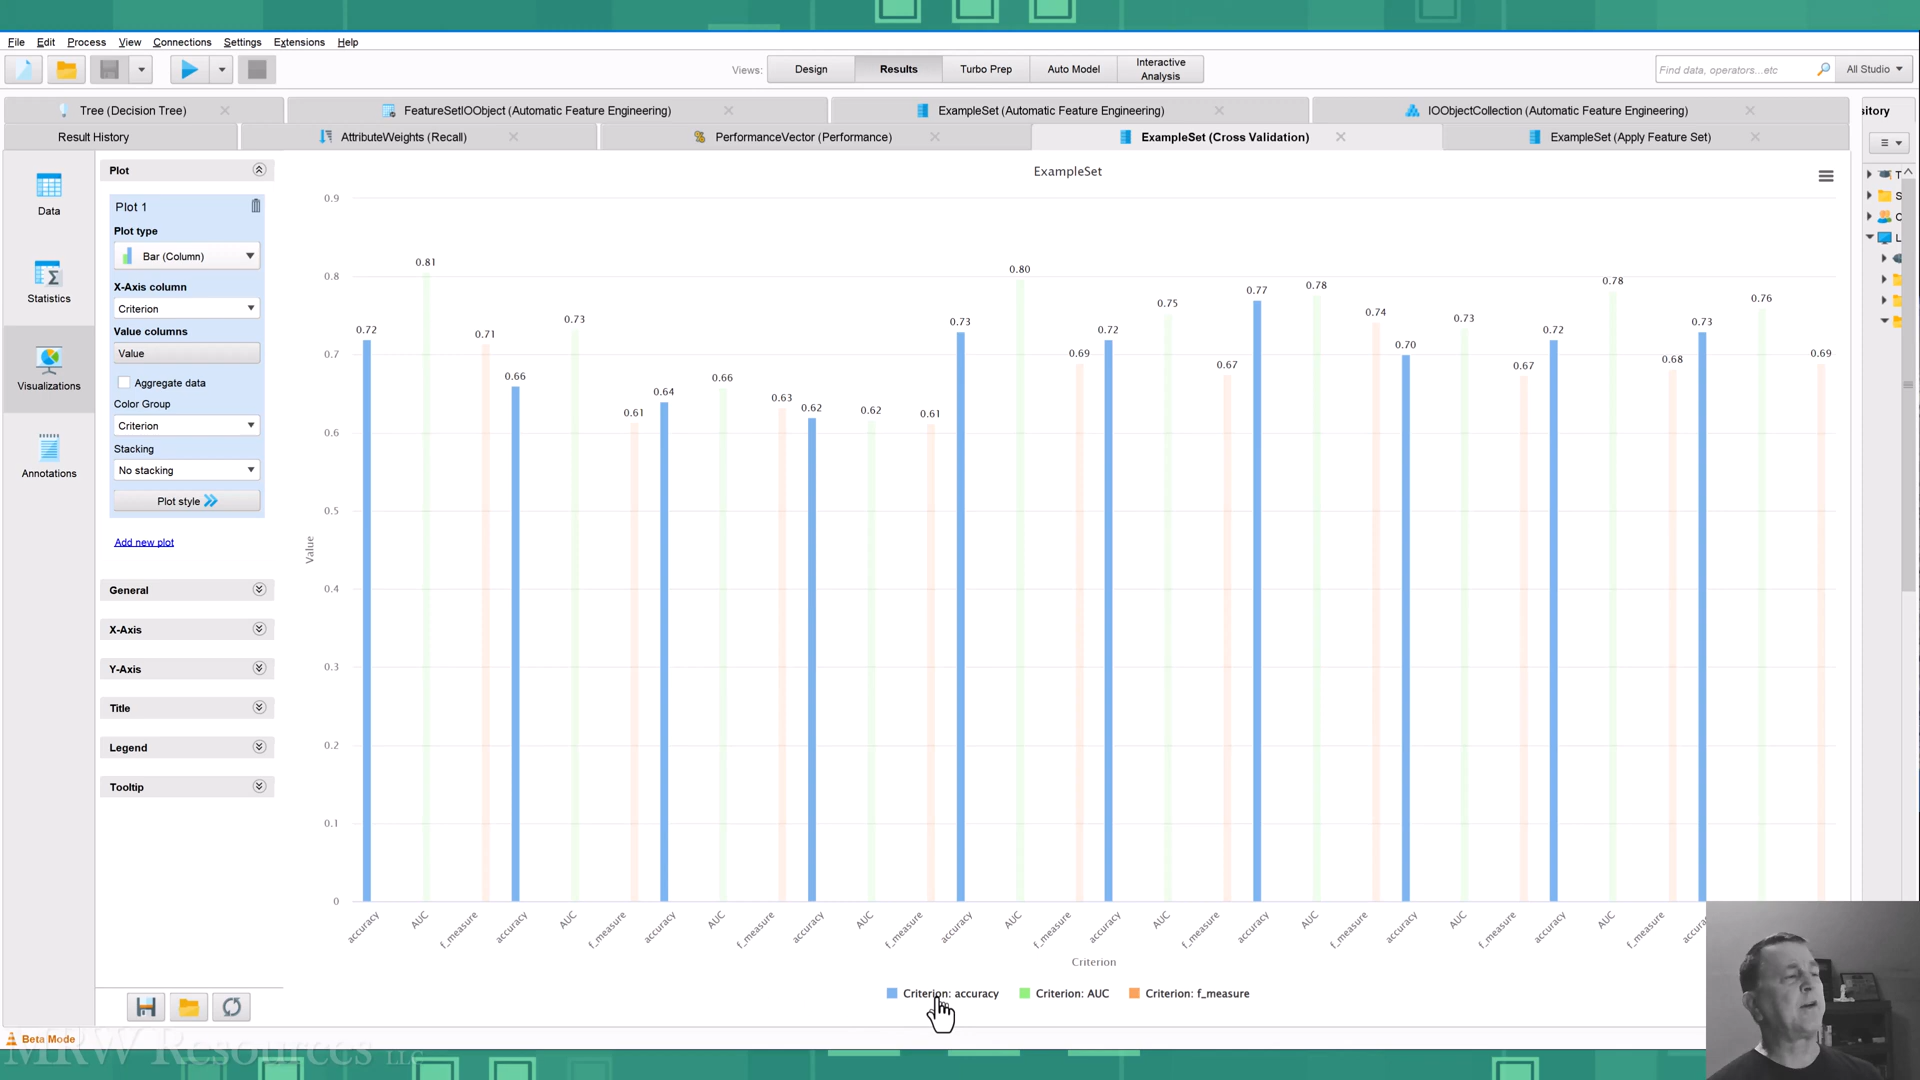 File Edit Process View Connections Settings Extensions Help
Views: Design Results Turbo Prep Auto Model Interactive Analysis
Find data, operators...etc All Studio
Tree (Decision Tree) FeatureSetIOObject (Automatic Feature Engineering) ExampleSet (Automatic Feature Engineering) IOObjectCollection (Automatic Feature Engineering) sitory
Result History AttributeWeights (Recall) PerformanceVector (Performance) ExampleSet (Cross Validation) ExampleSet (Apply Feature Set)
Data
Statistics
Visualizations
Annotations
Plot
Plot 1
Plot type
Bar (Column)
X-Axis column
Criterion
Value columns
Value
Aggregate data
Color Group
Criterion
Stacking
No stacking
Plot style
Add new plot
General
X-Axis
Y-Axis
Title
Legend
Tooltip
ExampleSet
0.9
0.8
0.7
0.6
0.5
0.4
0.3
0.2
0.1
0
Value
0.72 0.81 0.71 0.66 0.73 0.61 0.64 0.66 0.63 0.62 0.62 0.61 0.73 0.80 0.69 0.72 0.75 0.67 0.77 0.78 0.74 0.70 0.73 0.67 0.72 0.78 0.68 0.73 0.76 0.69
accuracy AUC f_measure accuracy AUC f_measure accuracy AUC f_measure accuracy AUC f_measure accuracy AUC f_measure accuracy AUC f_measure accuracy AUC f_measure accuracy AUC f_measure accuracy AUC f_measure accura
Criterion
Criterion: accuracy Criterion: AUC Criterion: f_measure
T
S
C
L
Beta Mode
MRW Resources LLC